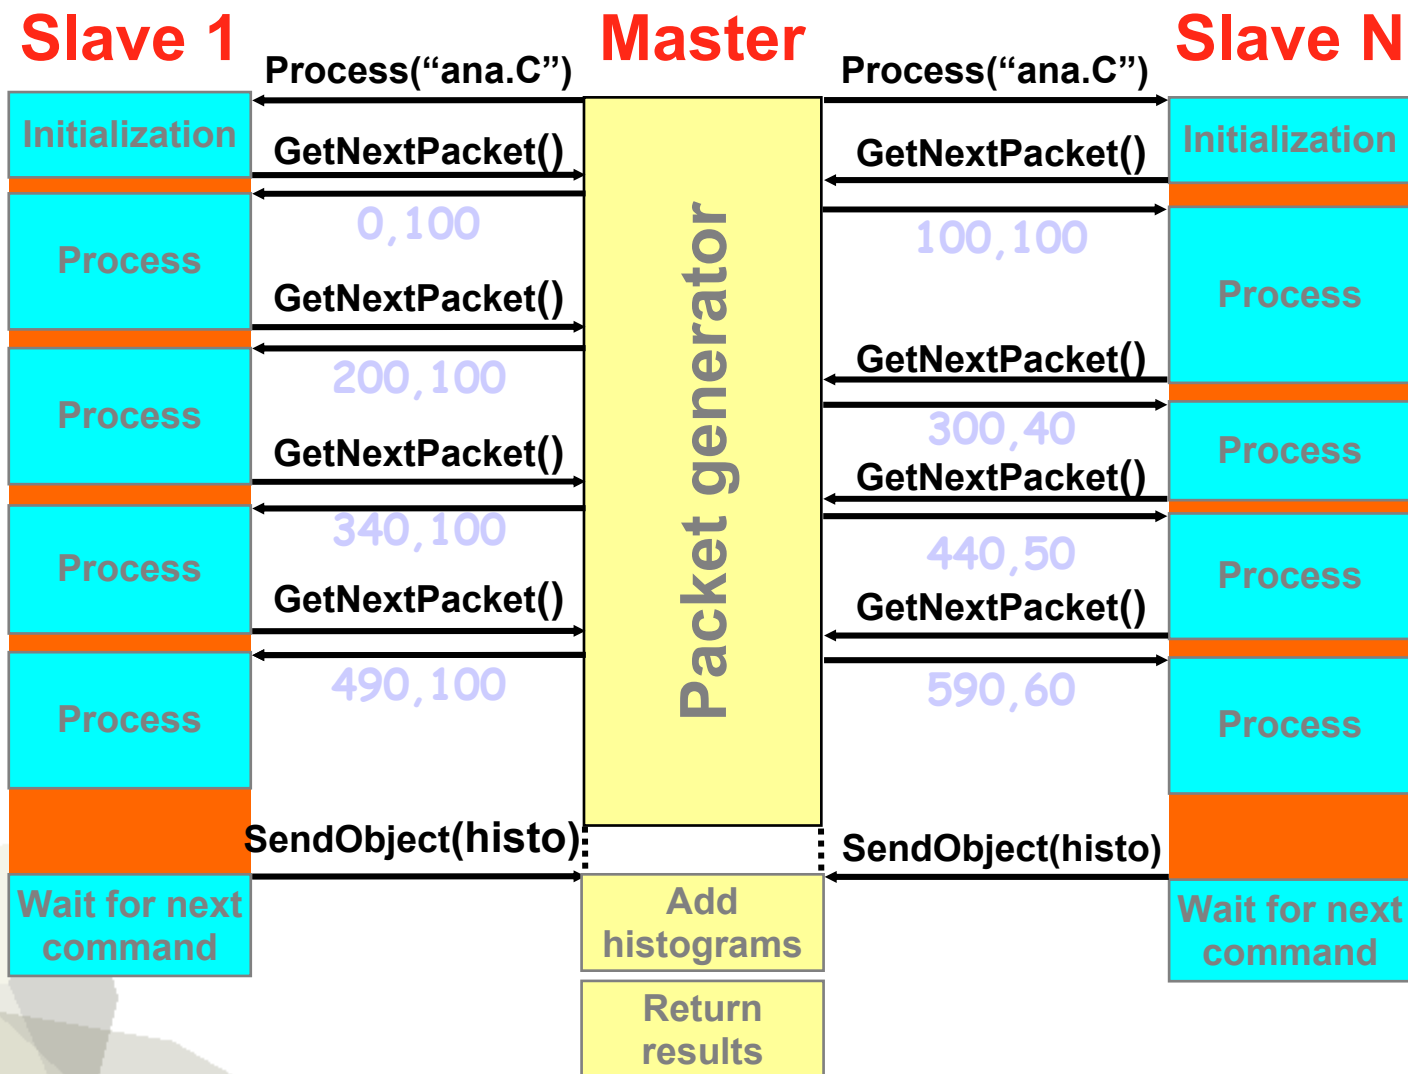 Slave 1
Master
Slave N
Process(“ana.C”)
Process(“ana.C”)
Initialization
GetNextPacket()
GetNextPacket()
Initialization
0,100
100,100
Process
Process
GetNextPacket()
GetNextPacket()
200,100
300,40
Process
Process
GetNextPacket()
GetNextPacket()
340,100
440,50
Process
Process
GetNextPacket()
GetNextPacket()
490,100
590,60
Process
Process
Packet generator
SendObject(histo)
SendObject(histo)
Wait for next
command
Add
histograms
Wait for next
command
Return
results